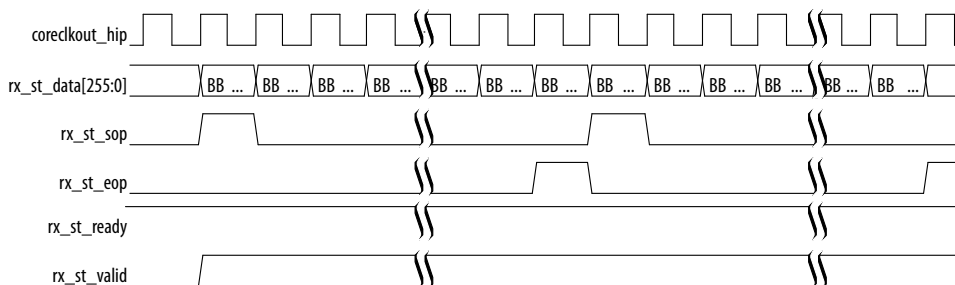 coreclkout_hip
rx_st_data[255:0] BB ... BB ... BB ... BB ... BB ... BB ... BB ... BB ... BB ... BB ... BB ... BB ... BB ...
rx_st_sop
rx_st_eop
rx_st_ready
rx_st_valid